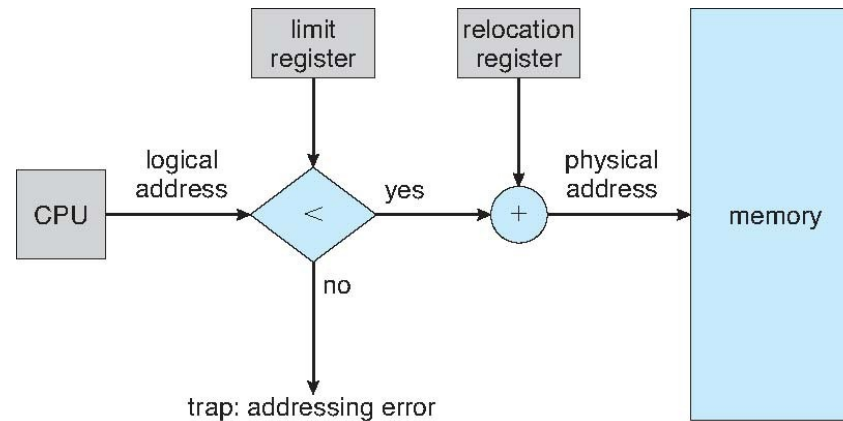 limit
register
relocation
register
logical
address
physical
address
CPU
<
yes
+
memory
no
trap: addressing error